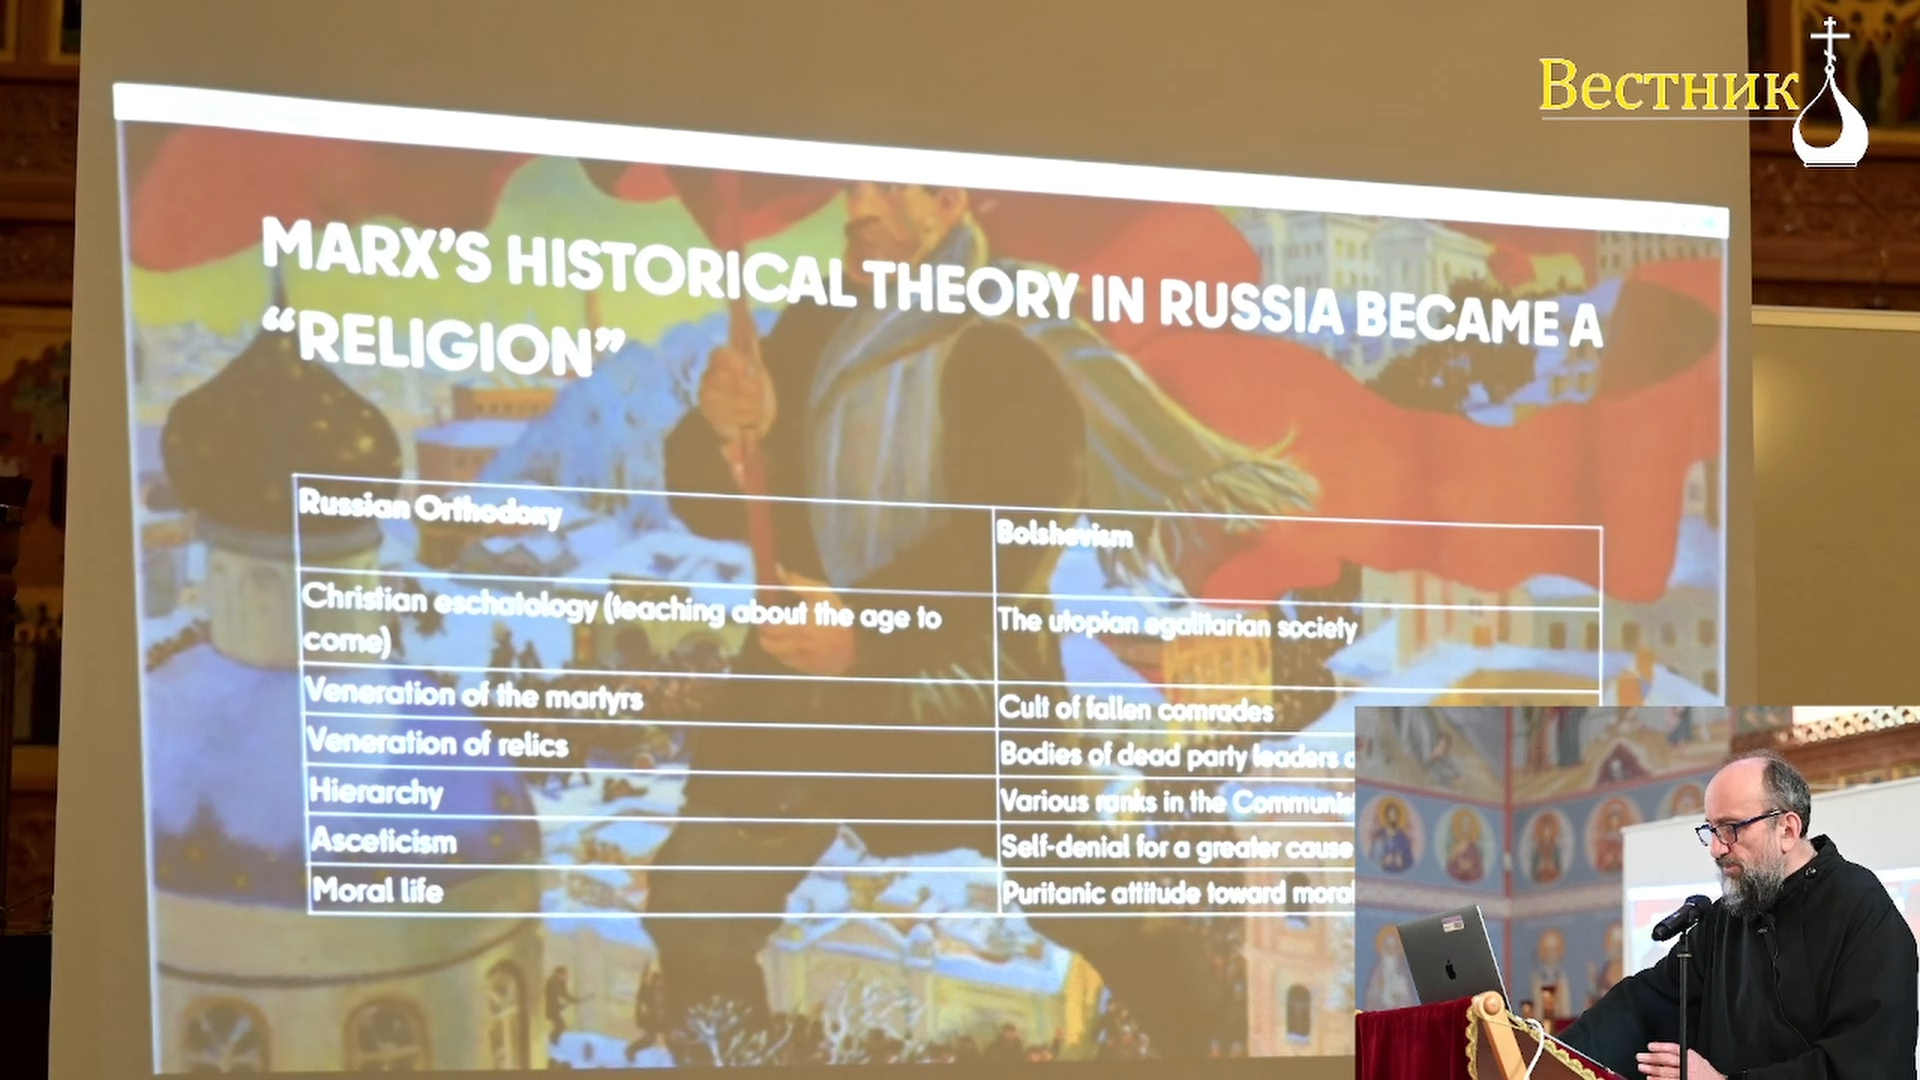 Вестник
MARX'S HISTORICAL THEORY IN RUSSIA BECAME A
“RELIGION”
Russian Orthodoxy
Bolshevism
Christian eschatology (teaching about the age to
come)
The utopian egalitarian society
Veneration of the martyrs
Cult of fallen comrades
Veneration of relics
Bodies of dead party leaders
Hierarchy
Various ranks in the
Asceticism
Self-denial for a greater cause
Moral life
Puritanic attitude toward